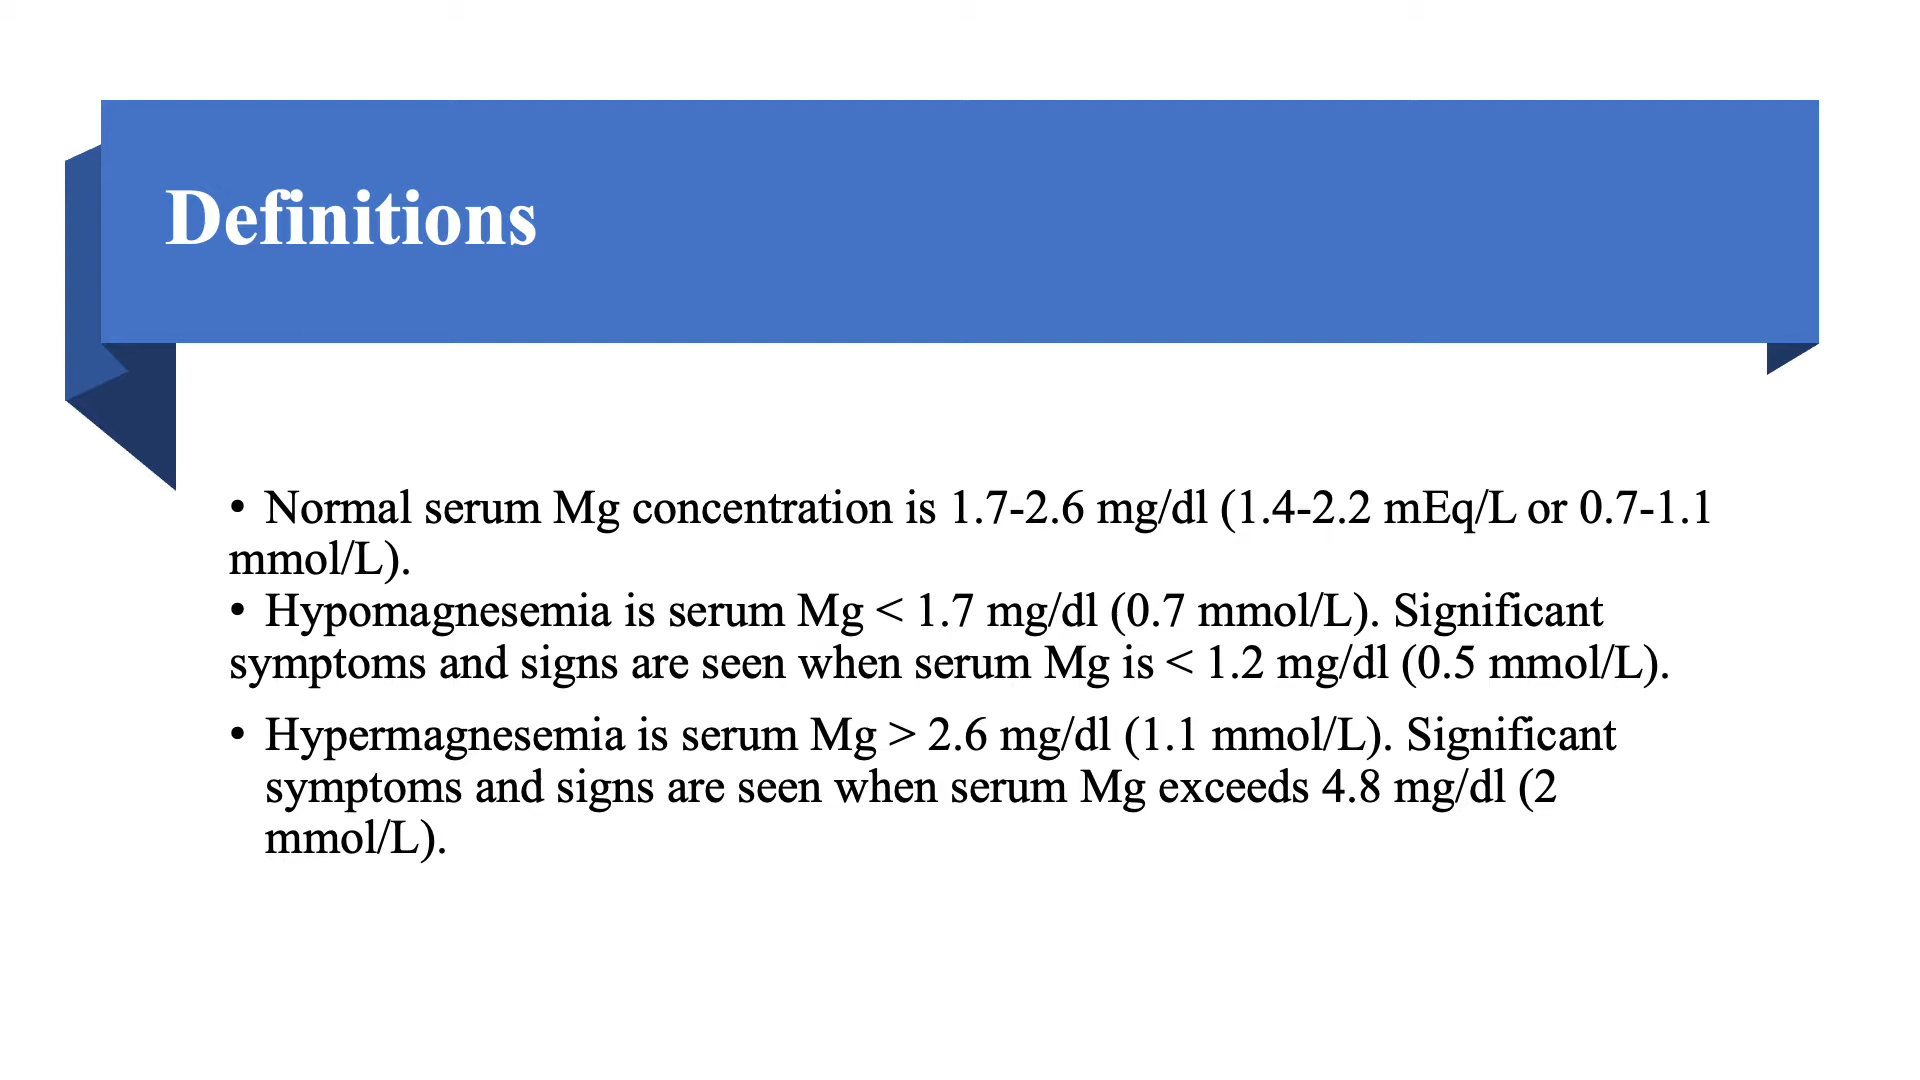 Definitions
• Normal serum Mg concentration is 1.7-2.6 mg/dl (1.4-2.2 mEq/L or 0.7-1.1
mmol/L).
• Hypomagnesemia is serum Mg < 1.7 mg/dl (0.7 mmol/L). Significant
symptoms and signs are seen when serum Mg is < 1.2 mg/dl (0.5 mmol/L).
• Hypermagnesemia is serum Mg > 2.6 mg/dl (1.1 mmol/L). Significant
symptoms and signs are seen when serum Mg exceeds 4.8 mg/dl (2
mmol/L).